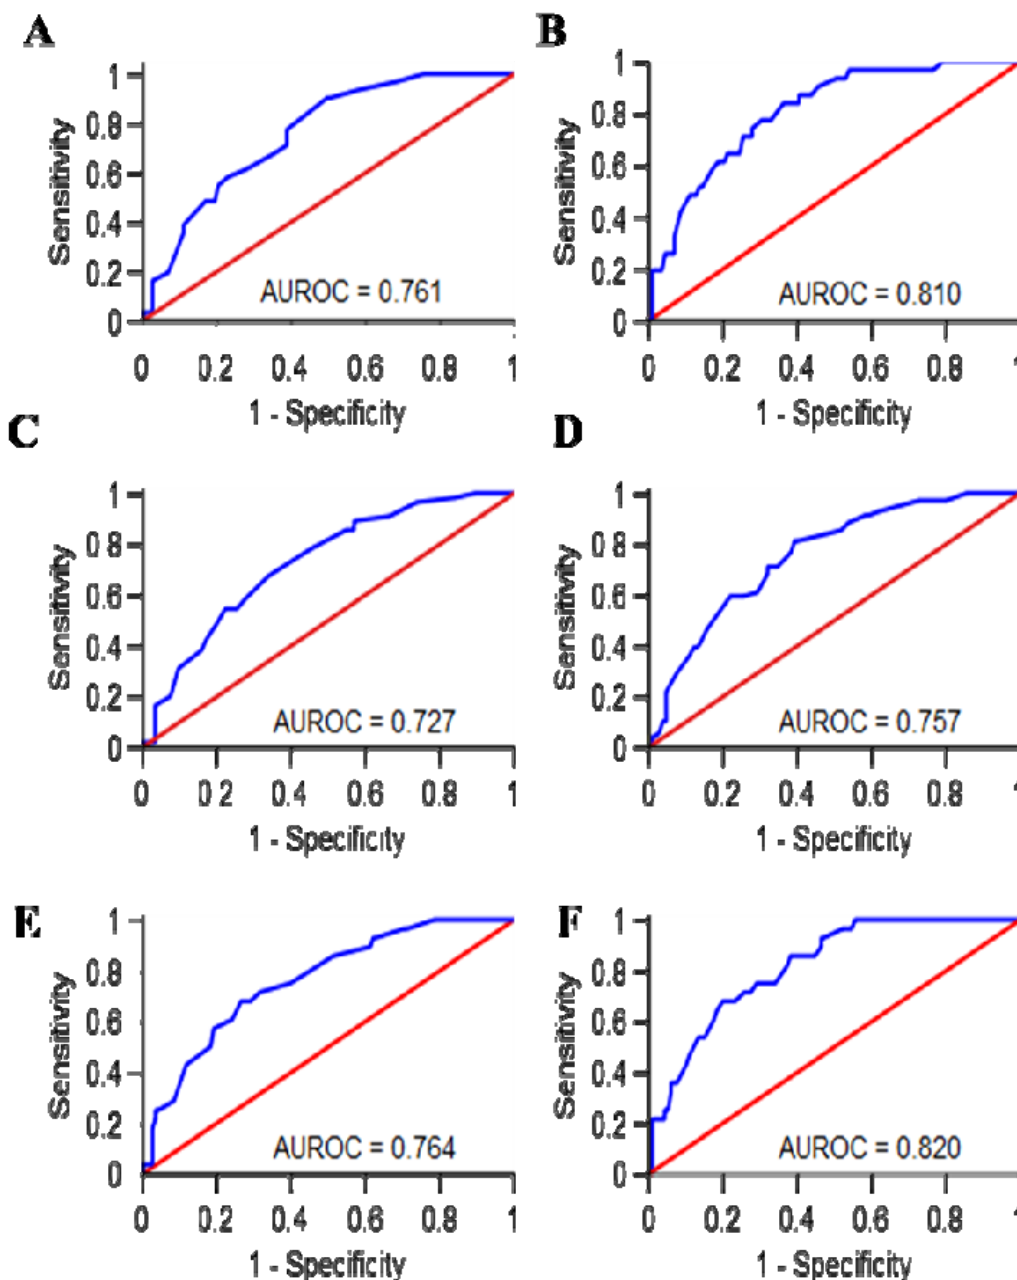 A
B
1
0.8
0.6
0.4
0.2
0
Sensitivity
AUROC = 0.761
0 0.2 0.4 0.6 0.8 1
1 - Specificity
1
0.8
0.6
0.4
0.2
0
Sensitivity
AUROC = 0.810
0 0.2 0.4 0.6 0.8
1 - Specificity
C
D
1
0.8
0.6
0.4
0.2
0
Sensitivity
AUROC = 0.727
0 0.2 0.4 0.6 0.8 1
1 - Specificity
1
0.8
0.6
0.4
0.2
0
Sensitivity
AUROC = 0.757
0 0.2 0.4 0.6 0.8 1
1 - Specificity
E
F
1
0.8
0.6
0.4
0.2
0
Sensitivity
AUROC = 0.764
0 0.2 0.4 0.6 0.8 1
1 - Specificity
1
0.8
0.6
0.4
0.2
0
Sensitivity
AUROC = 0.820
0 0.2 0.4 0.6 0.8 1
1 - Specificity